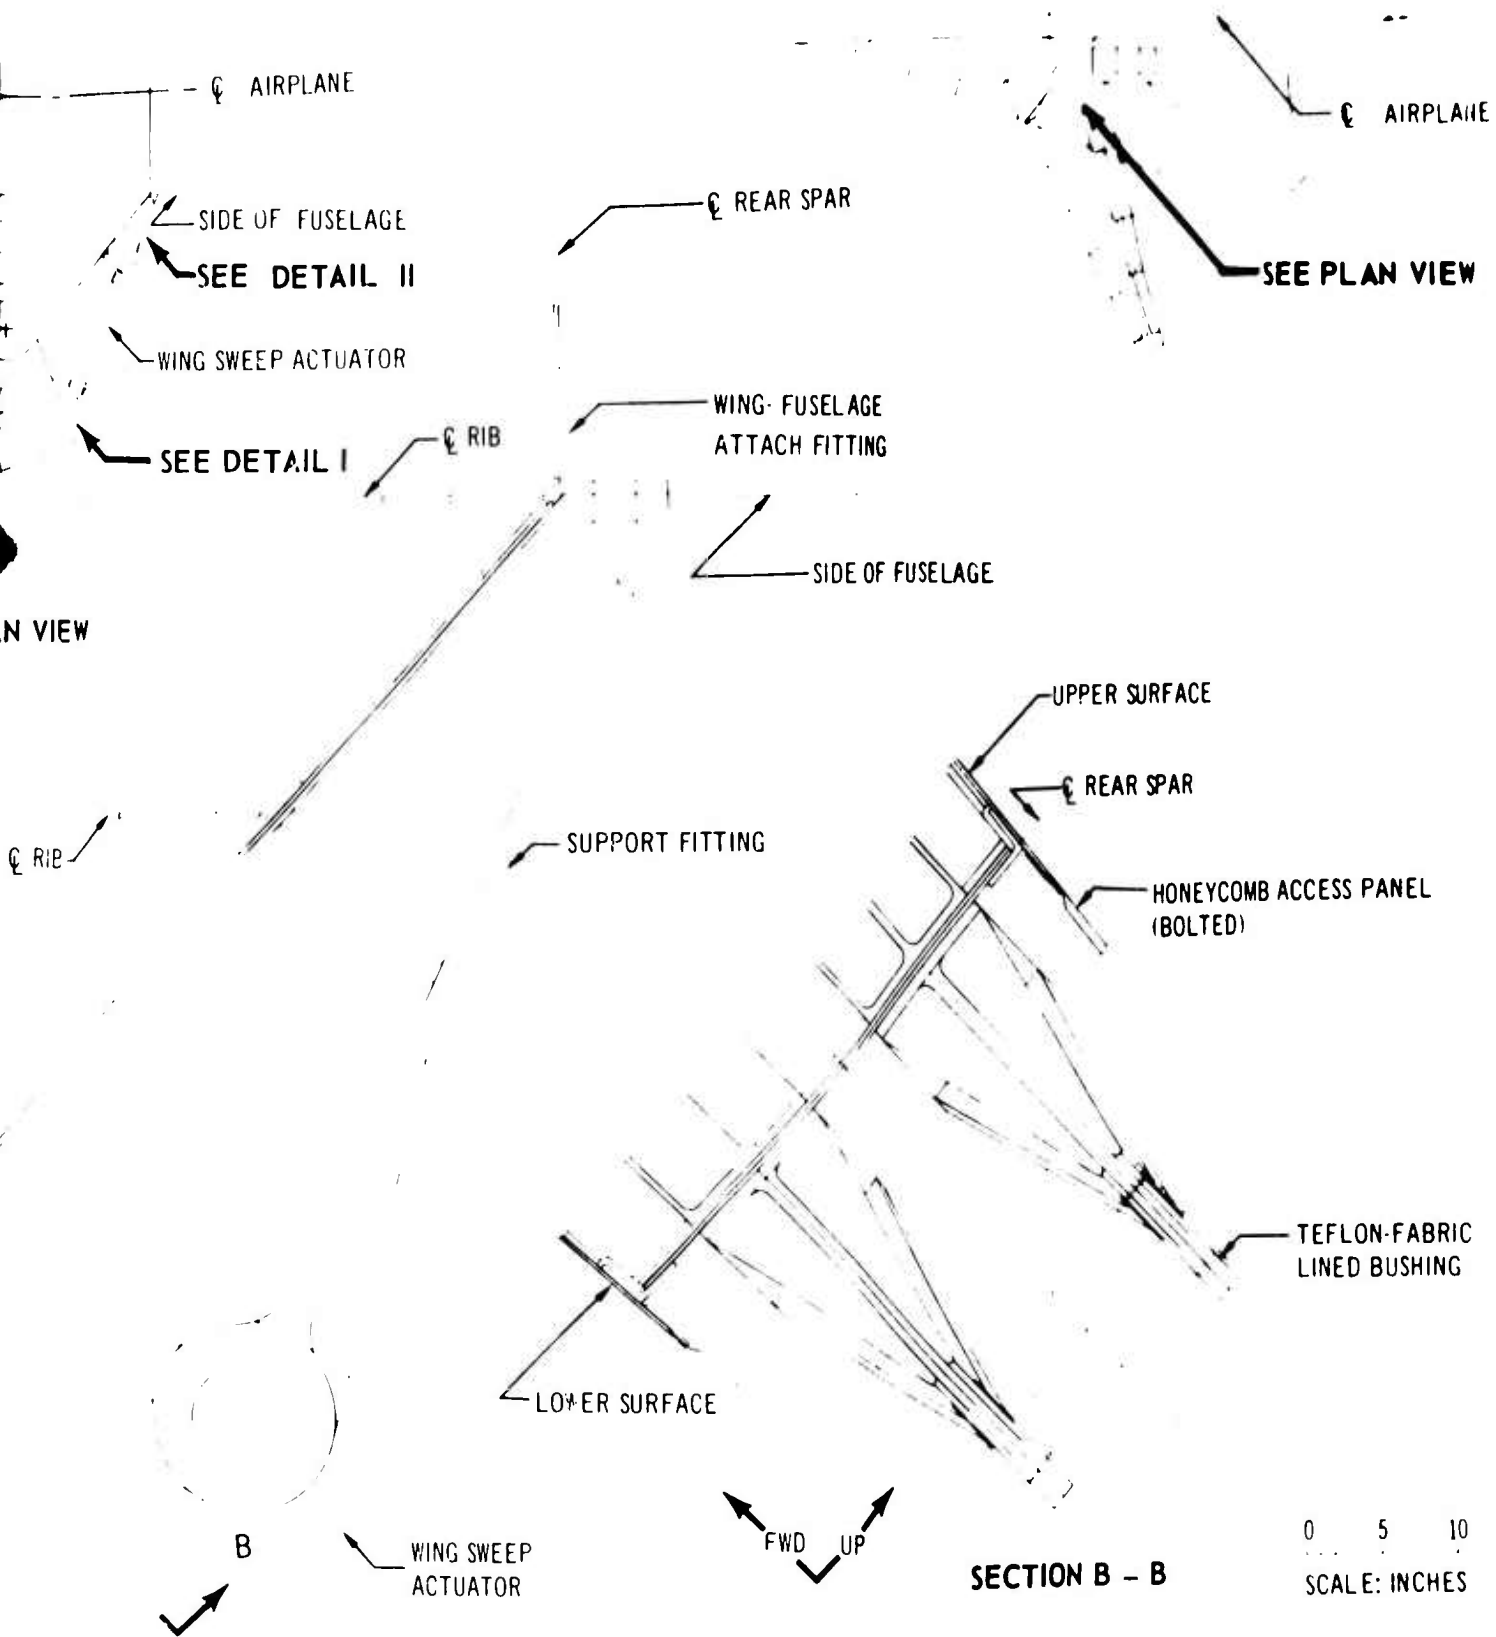 ℄ AIRPLANE
℄ AIRPLANE
SIDE OF FUSELAGE
℄ REAR SPAR
SEE DETAIL II
SEE PLAN VIEW
WING SWEEP ACTUATOR
WING-FUSELAGE
ATTACH FITTING
℄ RIB
SEE DETAIL I
SIDE OF FUSELAGE
VIEW
UPPER SURFACE
℄ REAR SPAR
SUPPORT FITTING
℄ RIB
HONEYCOMB ACCESS PANEL
(BOLTED)
TEFLON-FABRIC
LINED BUSHING
LOWER SURFACE
B
WING SWEEP
ACTUATOR
FWD UP
SECTION B - B
0 5 10
SCALE: INCHES